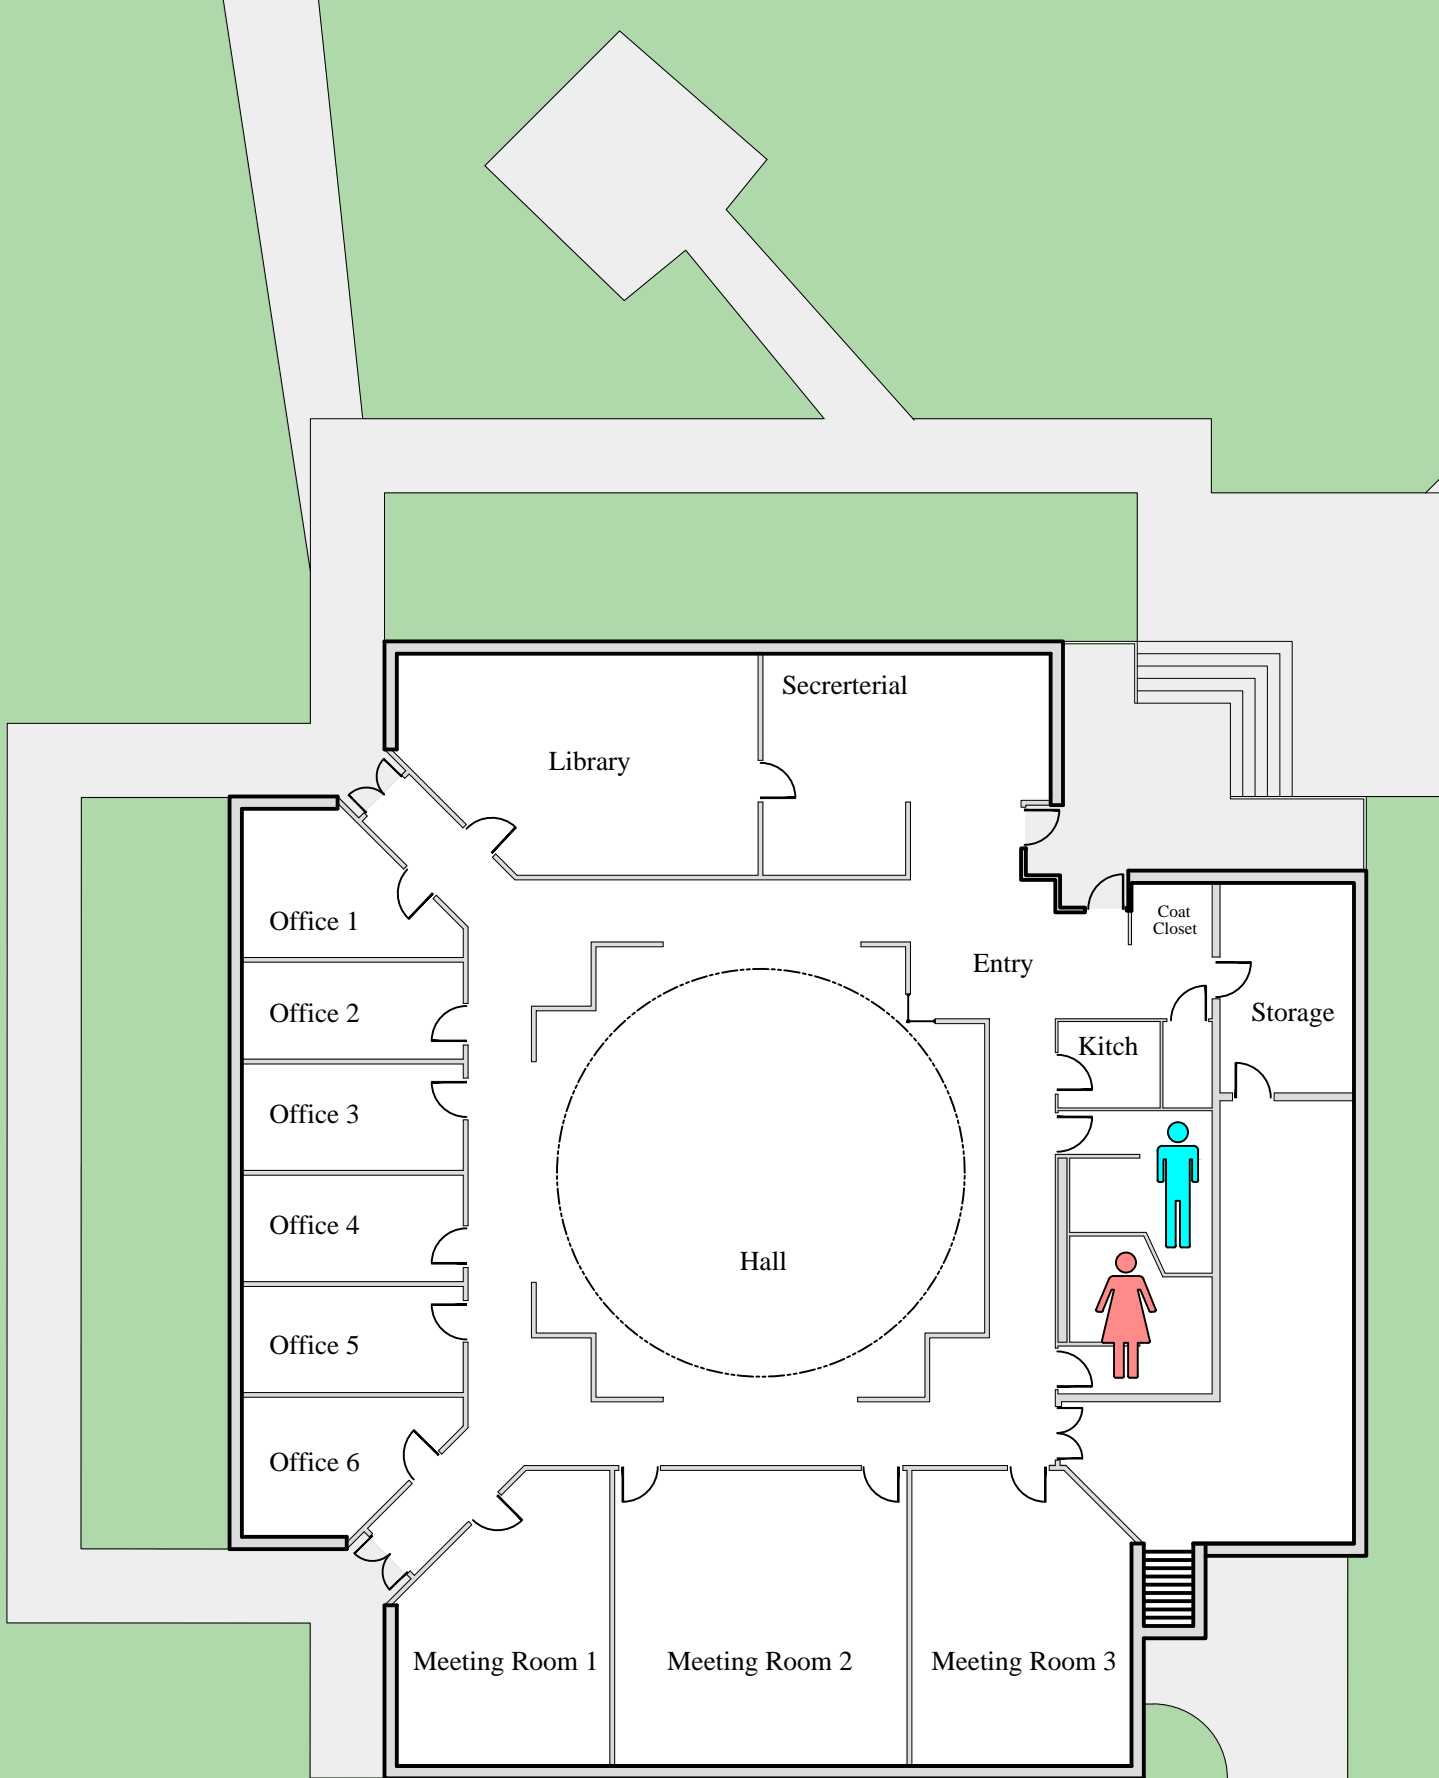 Secrerterial
Library
Coat
Closet
Office 1
Entry
Office 2
Storage
Kitch
Office 3
Office 4
Hall
Office 5
Office 6
Meeting Room 1
Meeting Room 2
Meeting Room 3